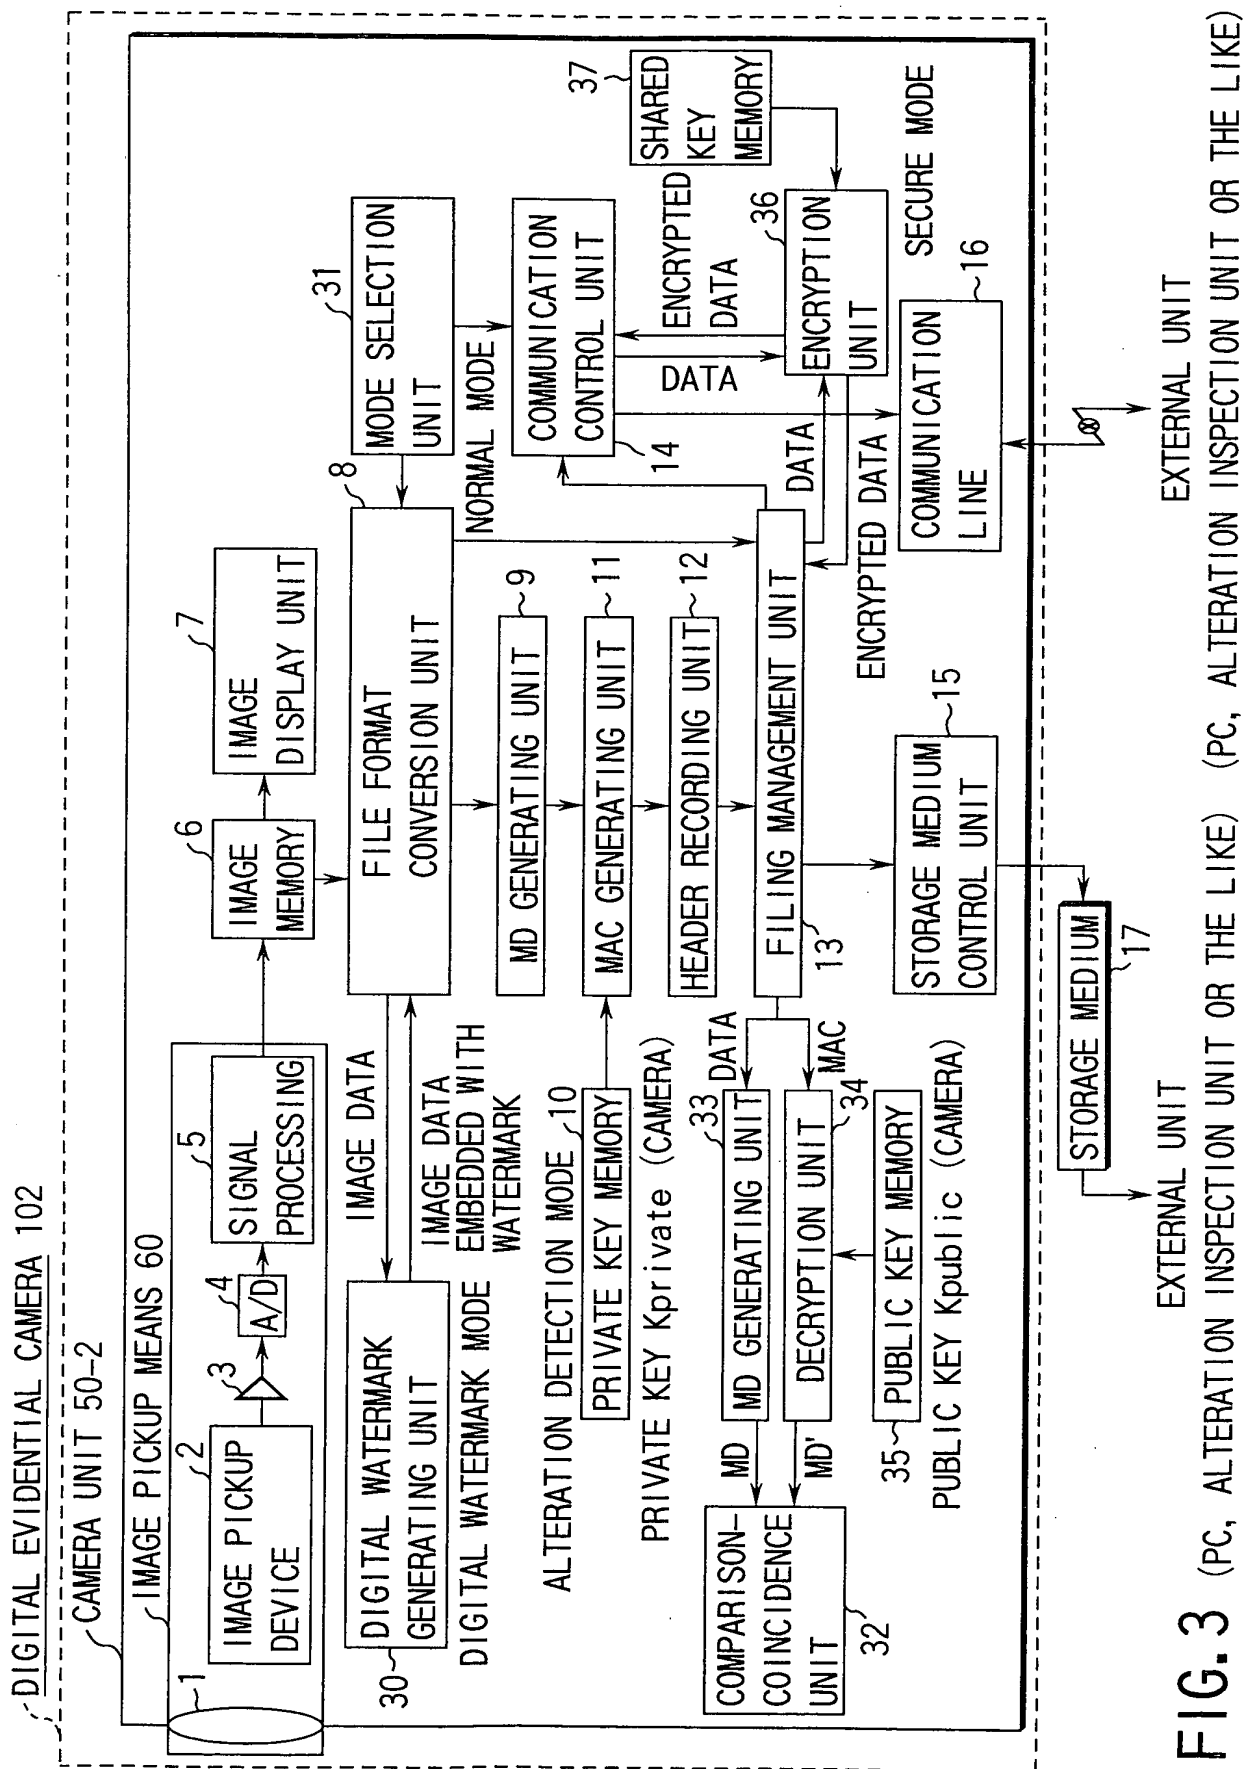 DIGITAL EVIDENTIAL CAMERA 102
CAMERA UNIT 50-2
IMAGE PICKUP MEANS 60
1
2
IMAGE PICKUP
DEVICE
3
4
A/D
5
SIGNAL
PROCESSING
6
IMAGE
MEMORY
7
IMAGE
DISPLAY UNIT
IMAGE DATA
IMAGE DATA
EMBEDDED WITH
WATERMARK
DIGITAL WATERMARK
GENERATING UNIT
30
DIGITAL WATERMARK MODE
8
FILE FORMAT
CONVERSION UNIT
31
MODE SELECTION
UNIT
NORMAL MODE
ALTERATION DETECTION MODE
9
MD GENERATING UNIT
10
PRIVATE KEY MEMORY
PRIVATE KEY Kprivate (CAMERA)
11
MAC GENERATING UNIT
12
HEADER RECORDING UNIT
COMMUNICATION
CONTROL UNIT
14
ENCRYPTED
DATA
DATA
37
SHARED
KEY
MEMORY
36
ENCRYPTION
UNIT
SECURE MODE
DATA
ENCRYPTED DATA
FILING MANAGEMENT UNIT
13
DATA
MAC
33
MD GENERATING UNIT
34
DECRYPTION UNIT
MD
MD'
COMPARISON-
COINCIDENCE
UNIT
32
35
PUBLIC KEY MEMORY
PUBLIC KEY Kpublic (CAMERA)
15
STORAGE MEDIUM
CONTROL UNIT
16
COMMUNICATION
LINE
STORAGE MEDIUM
17
EXTERNAL UNIT
(PC, ALTERATION INSPECTION UNIT OR THE LIKE)
EXTERNAL UNIT
(PC, ALTERATION INSPECTION UNIT OR THE LIKE)
FIG. 3